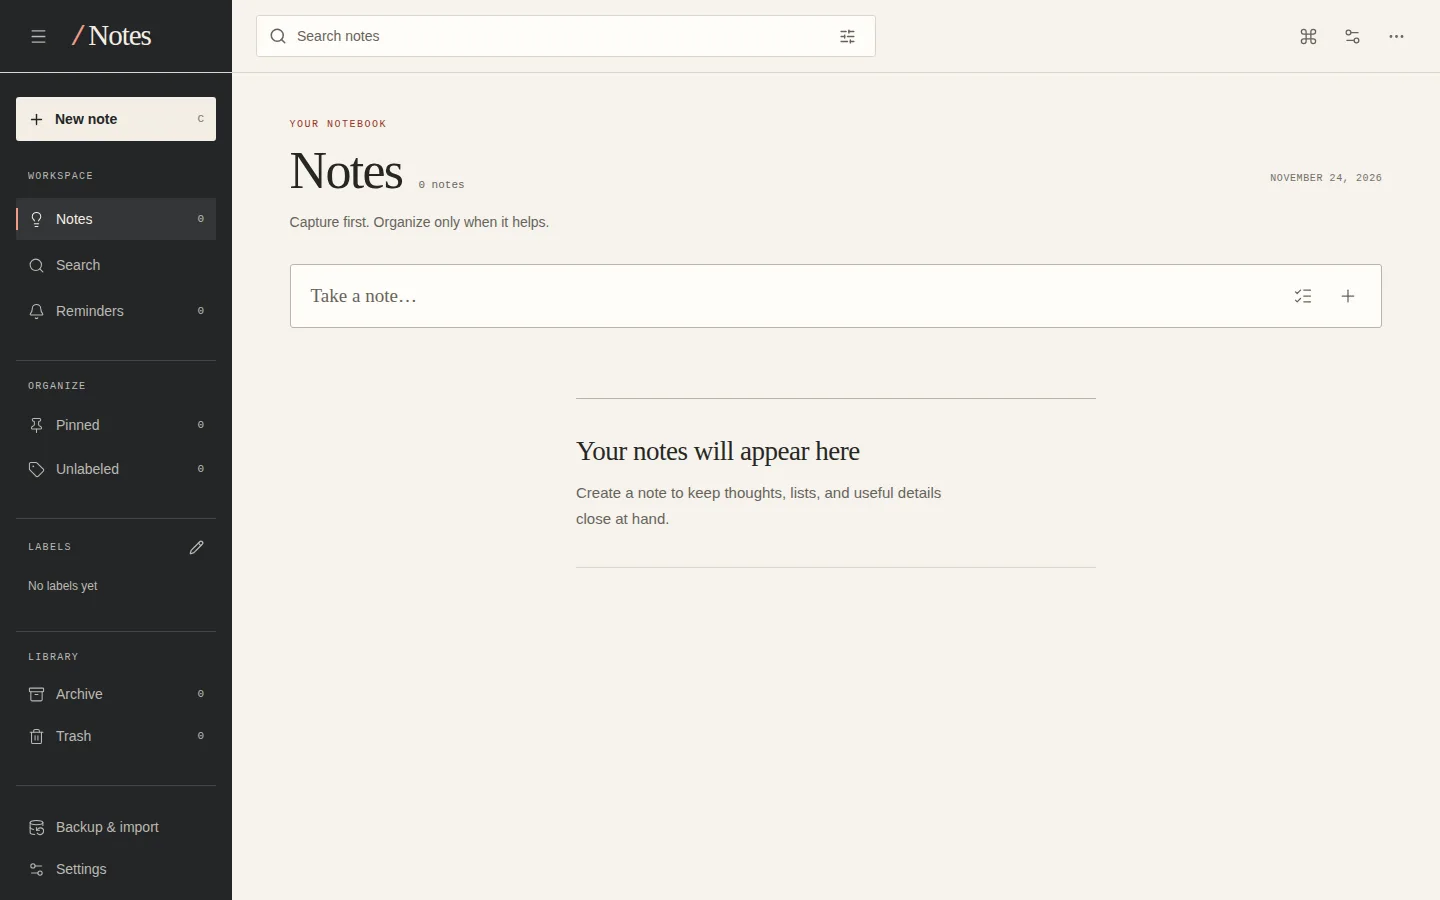 / Notes
Search notes
New note C
WORKSPACE
Notes 0
Search
Reminders 0
ORGANIZE
Pinned 0
Unlabeled 0
LABELS
No labels yet
LIBRARY
Archive 0
Trash 0
Backup & import
Settings
YOUR NOTEBOOK
Notes 0 notes
NOVEMBER 24, 2026
Capture first. Organize only when it helps.
Take a note…
Your notes will appear here
Create a note to keep thoughts, lists, and useful details
close at hand.